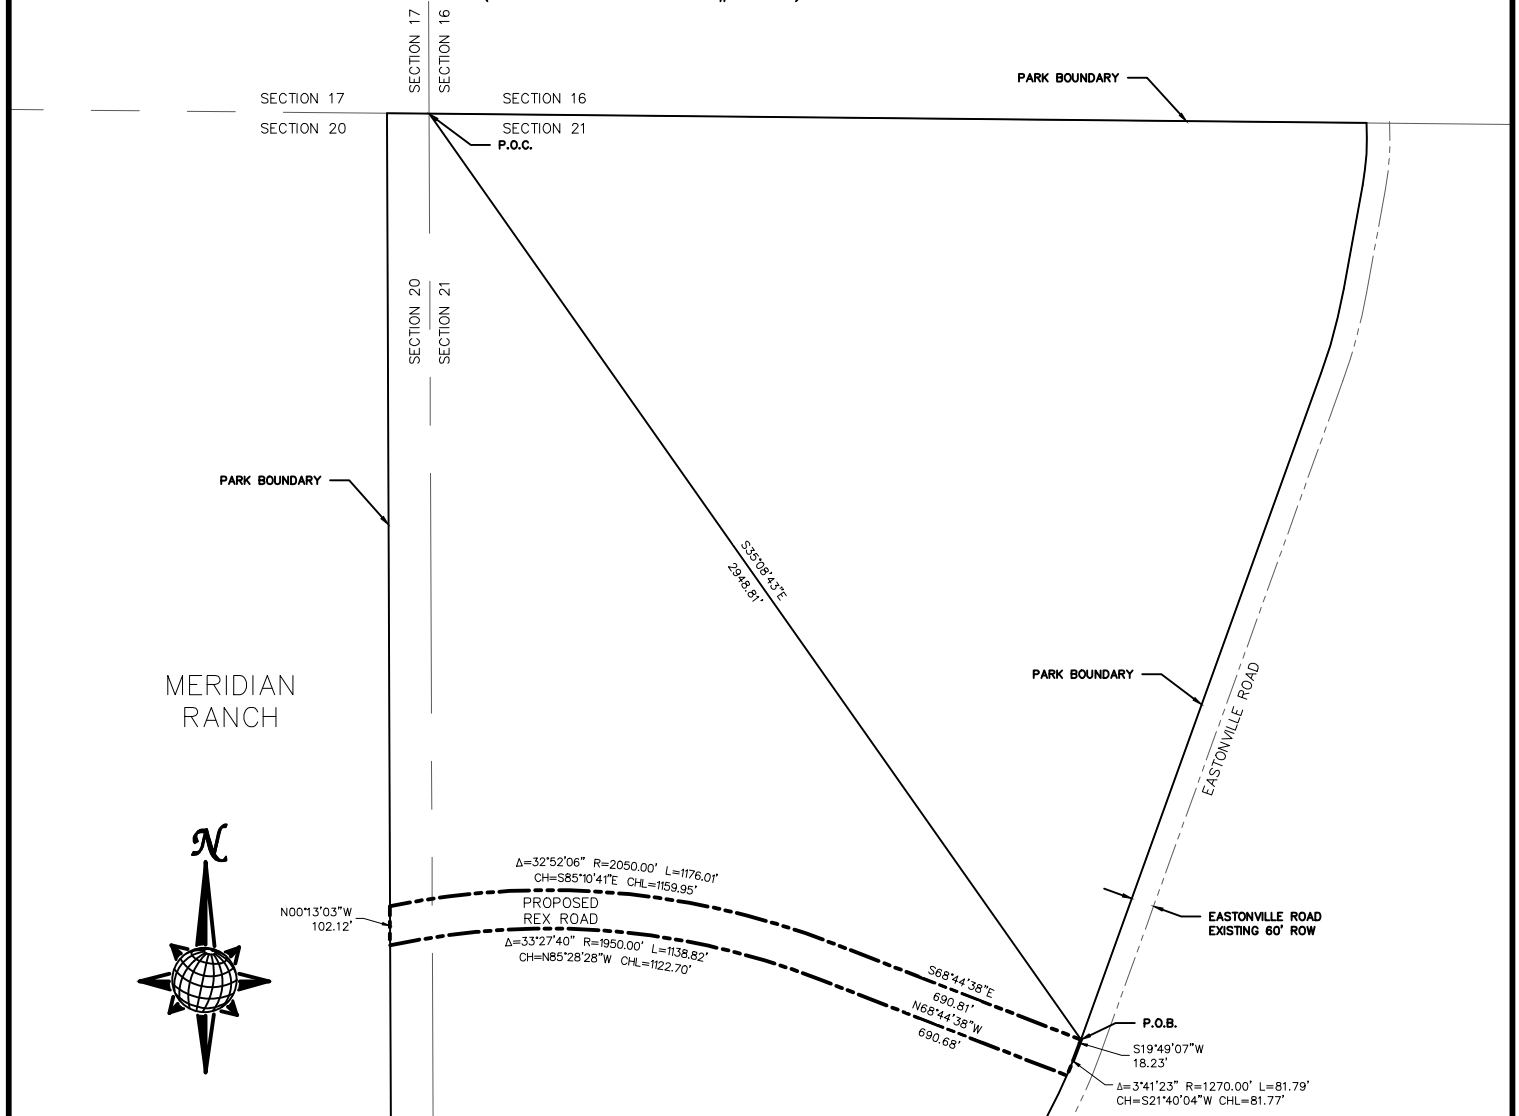 SECTION 17
SECTION 16
PARK BOUNDARY
SECTION 17
SECTION 16
SECTION 20
SECTION 21
P.O.C.
SECTION 20
SECTION 21
PARK BOUNDARY
S35°08'43"E
2948.81'
MERIDIAN
RANCH
PARK BOUNDARY
EASTONVILLE ROAD
N
Δ=32°52'06" R=2050.00' L=1176.01'
CH=S85°10'41"E CHL=1159.95'
PROPOSED
REX ROAD
N00°13'03"W
102.12'
Δ=33°27'40" R=1950.00' L=1138.82'
CH=N85°28'28"W CHL=1122.70'
EASTONVILLE ROAD
EXISTING 60' ROW
S68°44'38"E
690.81'
N68°44'38"W
690.68'
P.O.B.
S19°49'07"W
18.23'
Δ=3°41'23" R=1270.00' L=81.79'
CH=S21°40'04"W CHL=81.77'